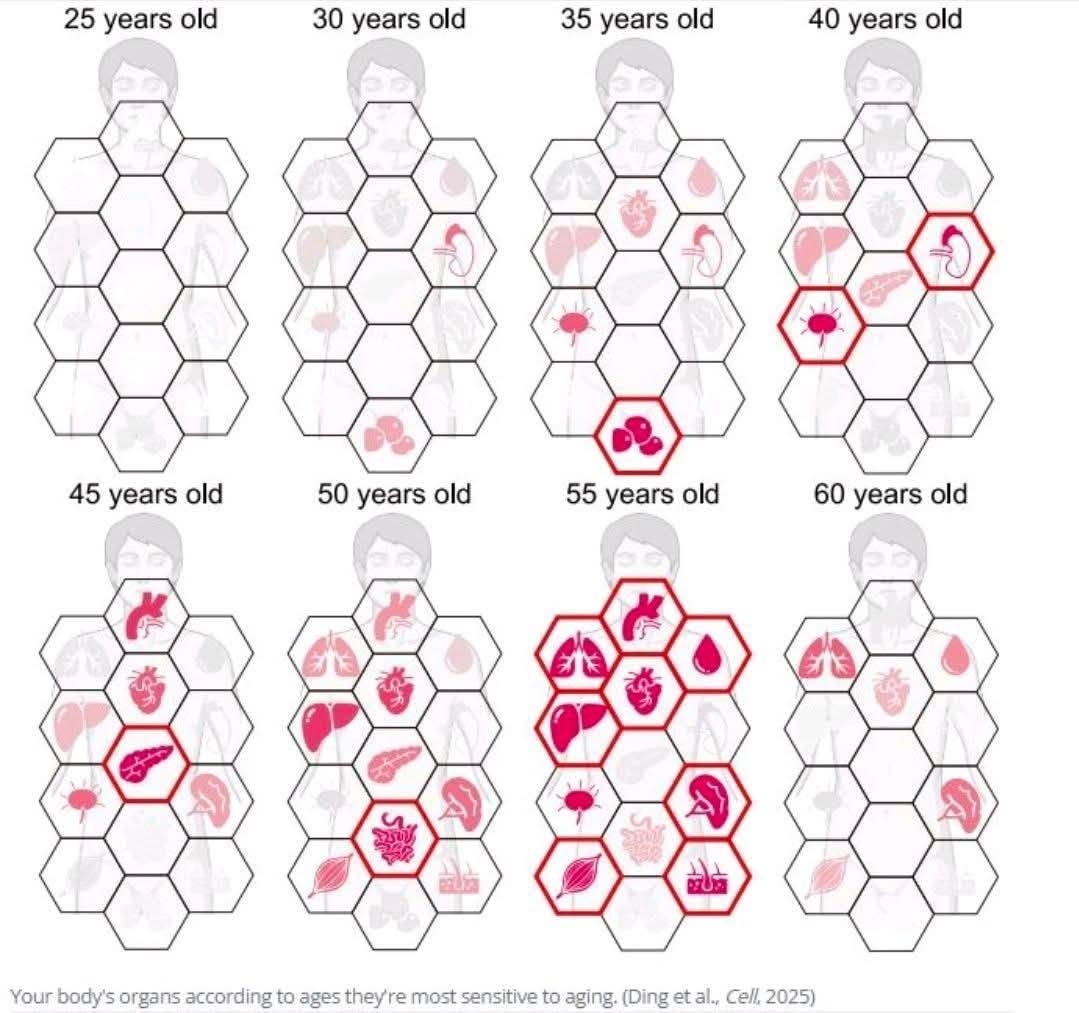 25 years old
30 years old
35 years old
40 years old
45 years old
50 years old
55 years old
60 years old
Your body's organs according to ages they're most sensitive to aging. (Ding et al., Cell, 2025)